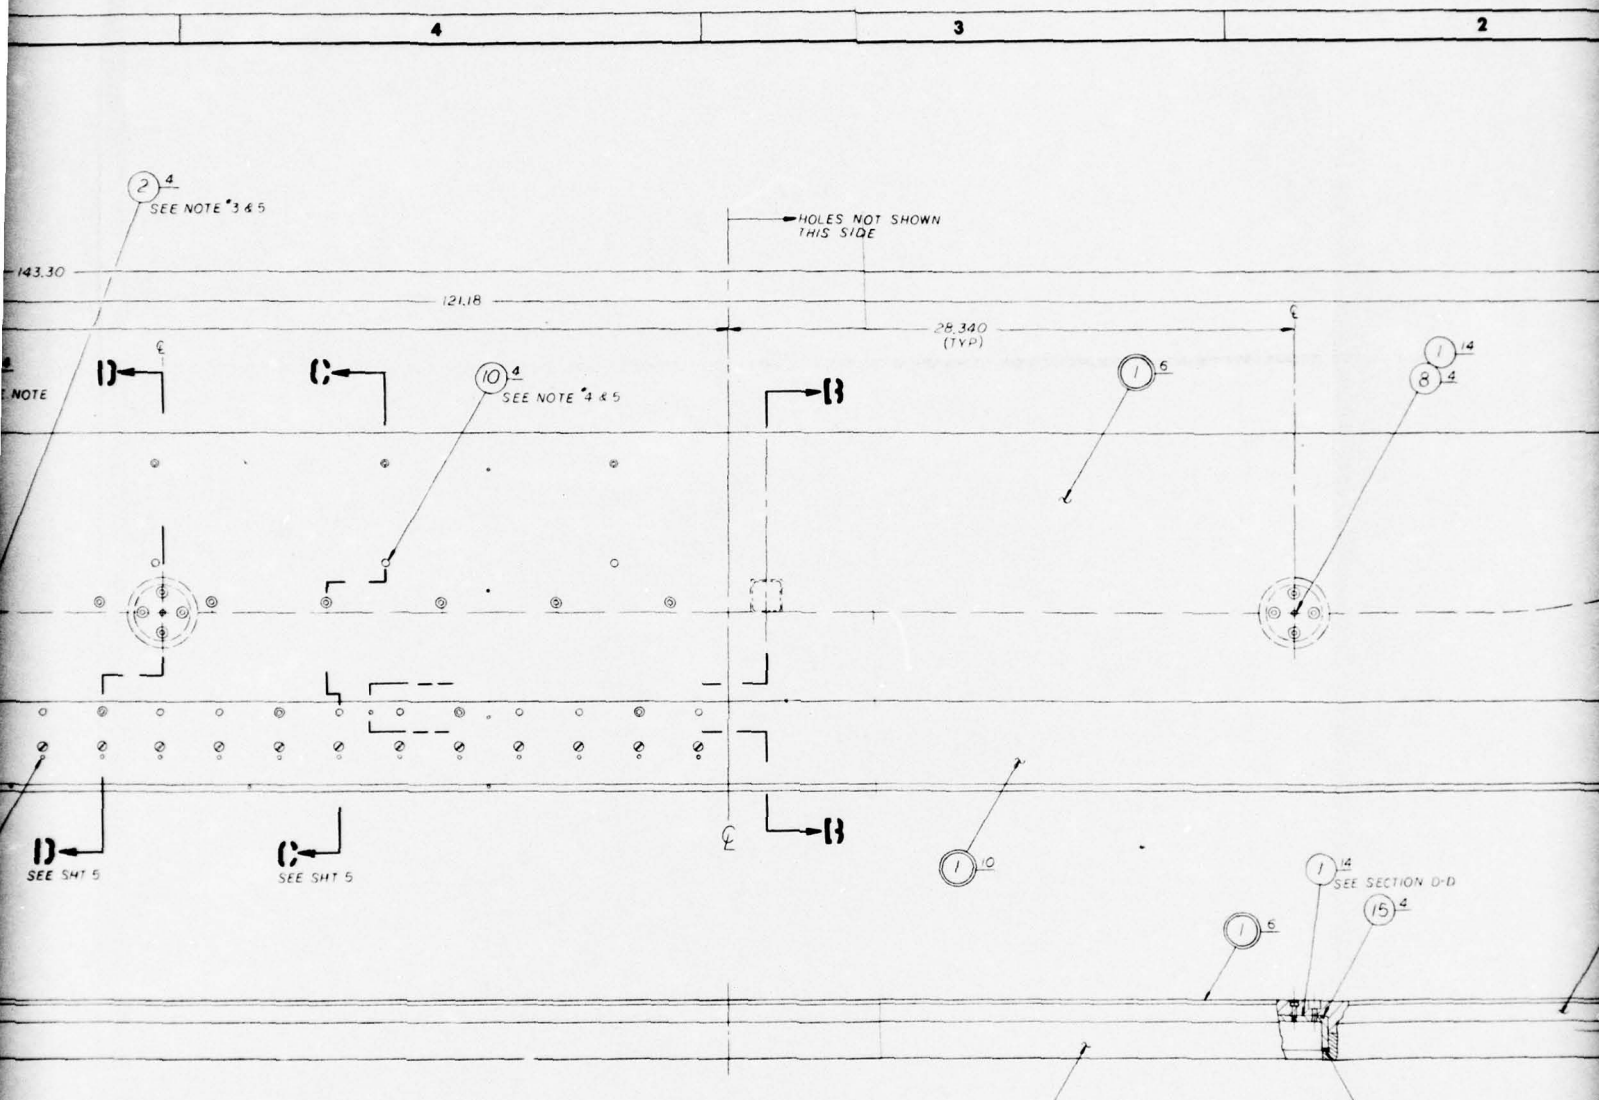 4
3
2
2
4
SEE NOTE #3 & 5
HOLES NOT SHOWN
THIS SIDE
143.30
121.18
28.340
(TYP)
℄
℄
D
C
10
4
SEE NOTE #4 & 5
B
1
6
1
14
8
4
NOTE
D
SEE SHT 5
C
SEE SHT 5
℄
B
1
10
1
14
SEE SECTION D-D
15
4
1
6